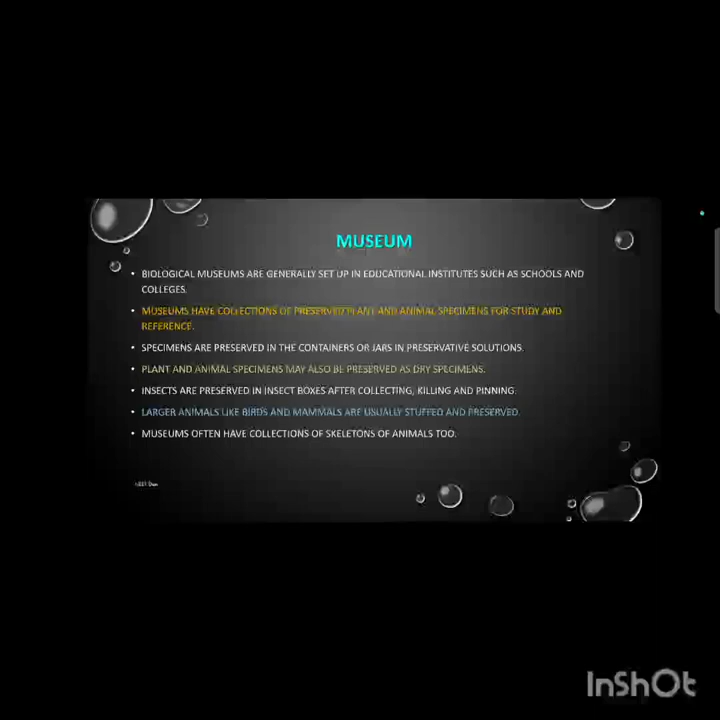 MUSEUM
• BIOLOGICAL MUSEUMS ARE GENERALLY SET UP IN EDUCATIONAL INSTITUTES SUCH AS SCHOOLS AND
COLLEGES.
• MUSEUMS HAVE COLLECTIONS OF PRESERVED PLANT AND ANIMAL SPECIMENS FOR STUDY AND
REFERENCE.
• SPECIMENS ARE PRESERVED IN THE CONTAINERS OR JARS IN PRESERVATIVE SOLUTIONS.
• PLANT AND ANIMAL SPECIMENS MAY ALSO BE PRESERVED AS DRY SPECIMENS.
• INSECTS ARE PRESERVED IN INSECT BOXES AFTER COLLECTING, KILLING AND PINNING.
• LARGER ANIMALS LIKE BIRDS AND MAMMALS ARE USUALLY STUFFED AND PRESERVED.
• MUSEUMS OFTEN HAVE COLLECTIONS OF SKELETONS OF ANIMALS TOO.
InShOt